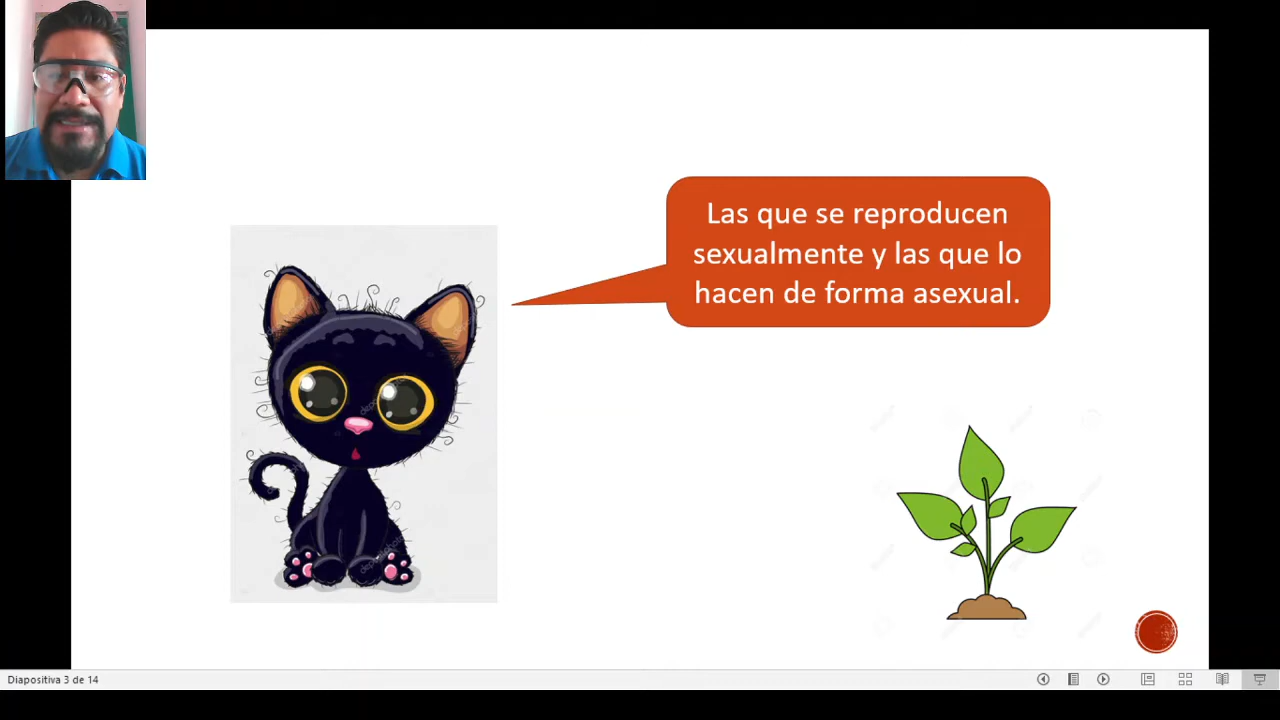 Las que se reproducen
sexualmente y las que lo
hacen de forma asexual.
Diapositiva 3 de 14